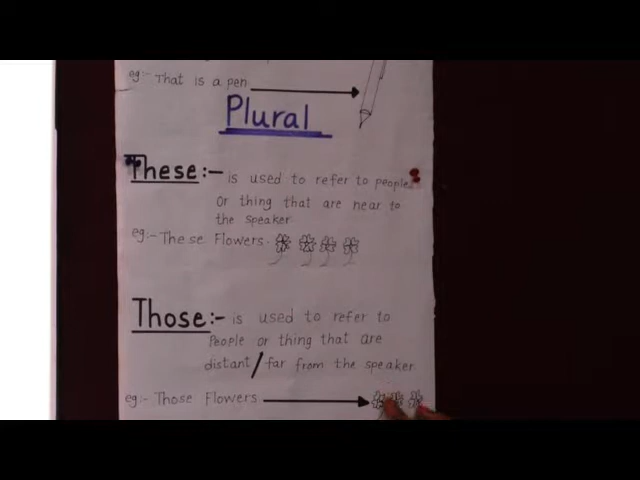 eg:- That is a pen
Plural
These:- is used to refer to people
or thing that are near to
the speaker
eg:- These Flowers.
Those:- is used to refer to
People or thing that are
distant/far from the speaker
eg:- Those Flowers